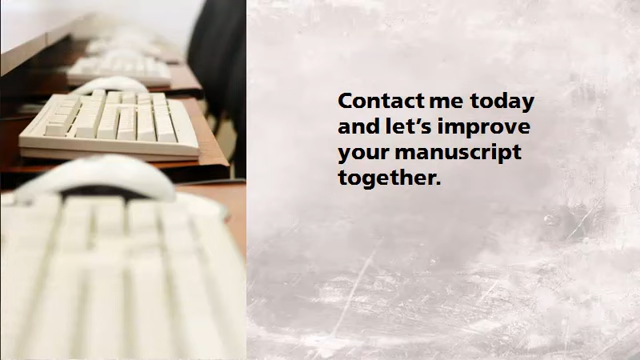 Contact me today
and let’s improve
your manuscript
together.